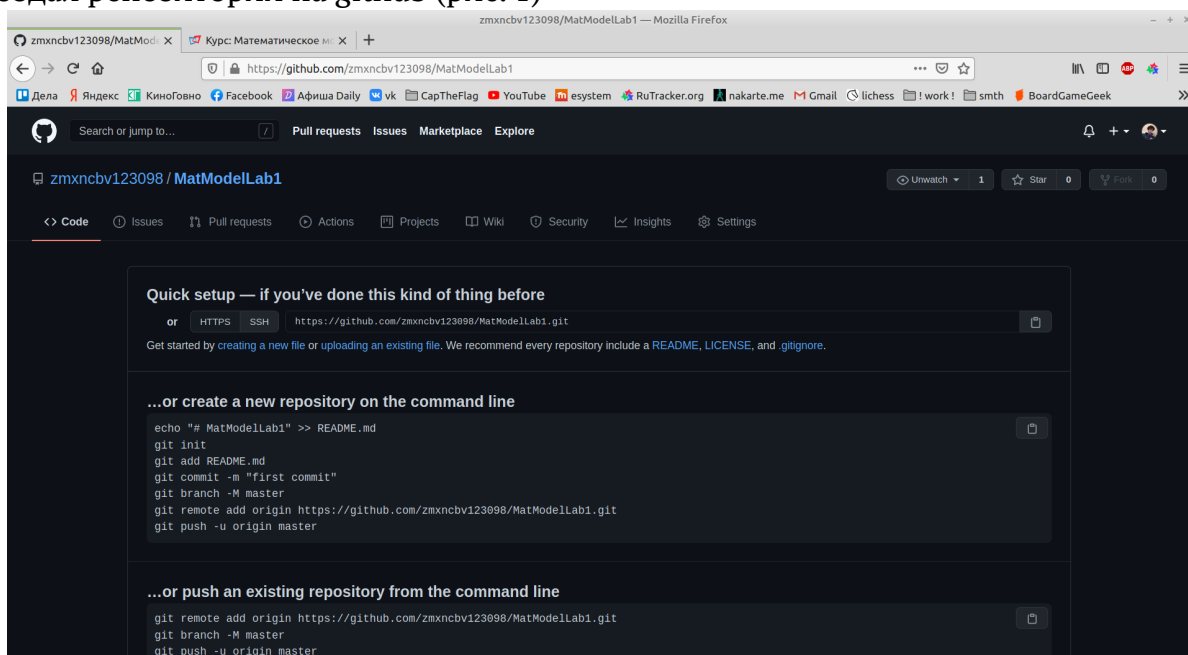 репозиторий на github (рис. 1)
zmxncbv123098/MatModelLab1 — Mozilla Firefox
zmxncbv123098/MatMod
Курс: Математическое м
https://github.com/zmxncbv123098/MatModelLab1
Дела Яндекс КиноГовно Facebook Афиша Daily vk CapTheFlag YouTube esystem RuTracker.org nakarte.me Gmail lichess ! work ! smth BoardGameGeek
Search or jump to... / Pull requests Issues Marketplace Explore
zmxncbv123098 / MatModelLab1 Unwatch 1 Star 0 Fork 0
<> Code Issues Pull requests Actions Projects Wiki Security Insights Settings
Quick setup — if you've done this kind of thing before
or HTTPS SSH https://github.com/zmxncbv123098/MatModelLab1.git
Get started by creating a new file or uploading an existing file. We recommend every repository include a README, LICENSE, and .gitignore.
…or create a new repository on the command line
echo "# MatModelLab1" >> README.md
git init
git add README.md
git commit -m "first commit"
git branch -M master
git remote add origin https://github.com/zmxncbv123098/MatModelLab1.git
git push -u origin master
…or push an existing repository from the command line
git remote add origin https://github.com/zmxncbv123098/MatModelLab1.git
git branch -M master
git push -u origin master